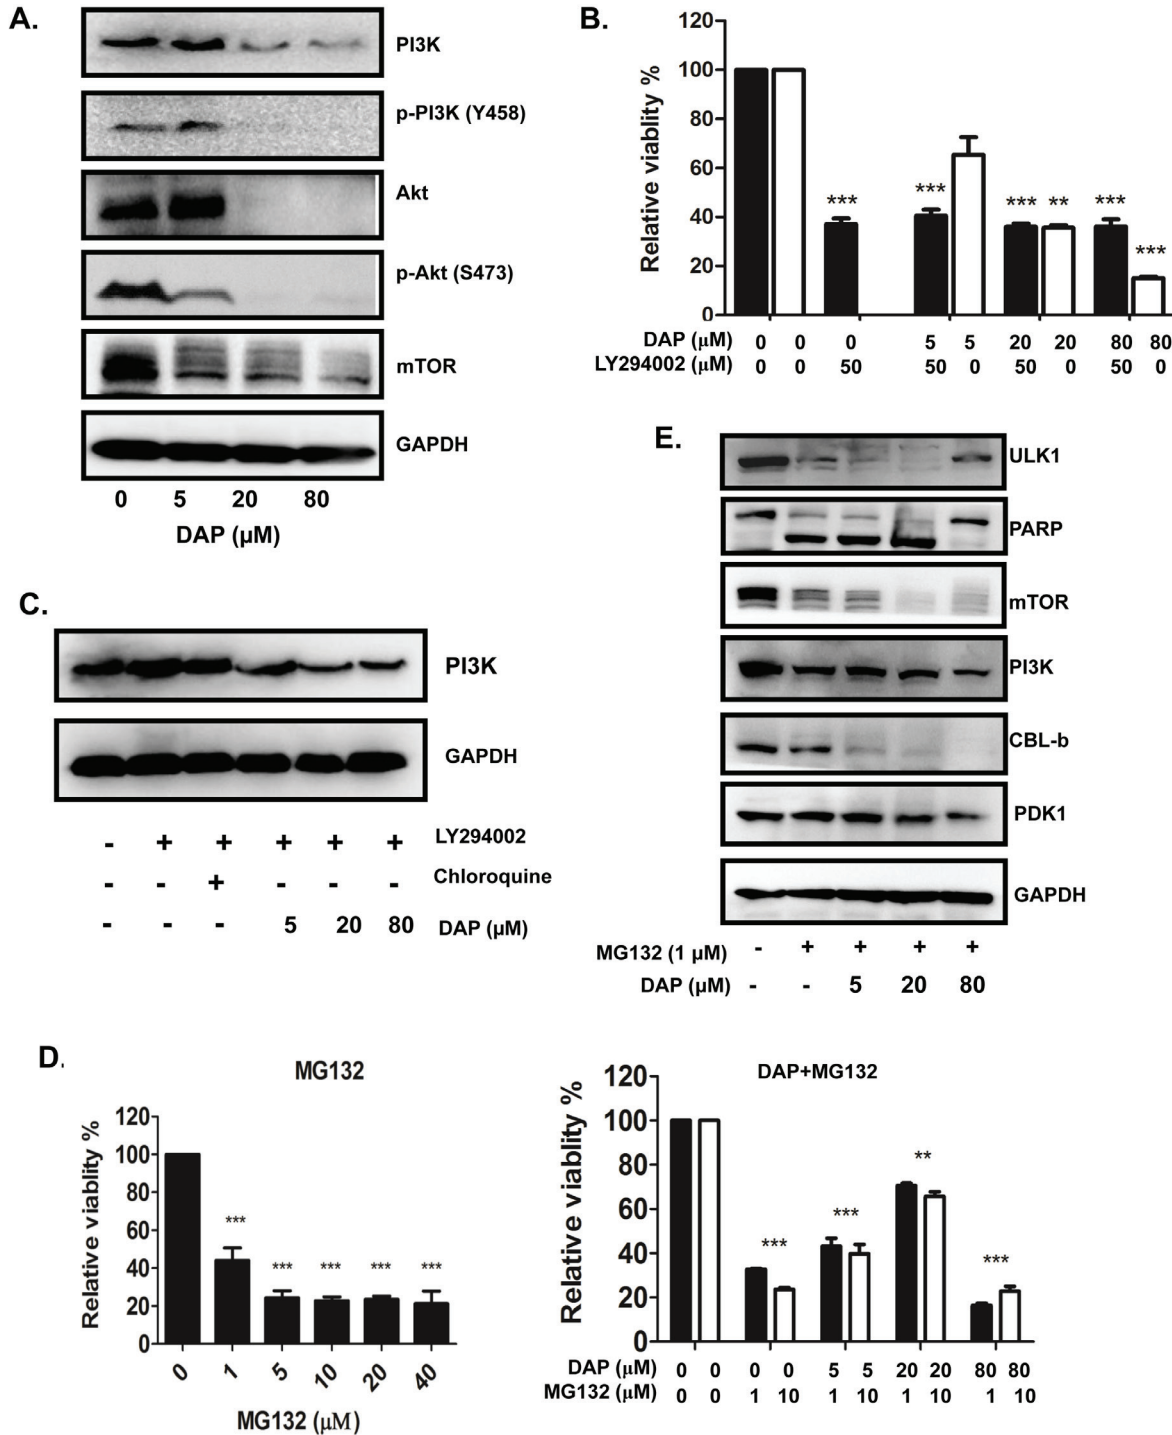 A.
PI3K
p-PI3K (Y458)
Akt
p-Akt (S473)
mTOR
GAPDH
0 5 20 80
DAP (µM)
B.
Relative viablity %
120
100
80
60
40
20
0
*** *** *** ** *** ***
DAP (µM) 0 0 0 5 5 20 20 80 80
LY294002 (µM) 0 0 50 50 0 50 0 50 0
C.
PI3K
GAPDH
- + + + + + LY294002
- - + - - - Chloroquine
- - - 5 20 80 DAP (µM)
E.
ULK1
PARP
mTOR
PI3K
CBL-b
PDK1
GAPDH
MG132 (1 µM) - + + + +
DAP (µM) - - 5 20 80
D.
MG132
Relative viablity %
120
100
80
60
40
20
0
*** *** *** *** ***
0 1 5 10 20 40
MG132 (µM)
DAP+MG132
Relative viablity %
120
100
80
60
40
20
0
*** *** ** ***
DAP (µM) 0 0 0 0 5 5 20 20 80 80
MG132 (µM) 0 0 1 10 1 10 1 10 1 10